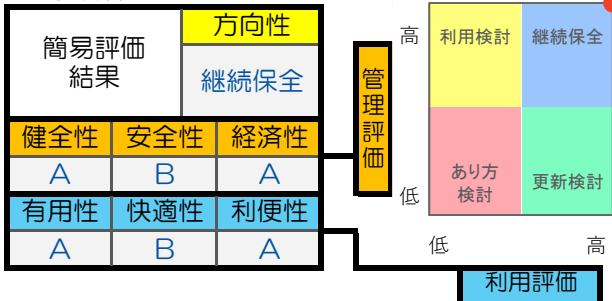 簡易評価
結果
方向性
継続保全
健全性 安全性 経済性
A B A
有用性 快適性 利便性
A B A
管理評価
高
低
利用検討 継続保全
あり方
検討
更新検討
低 高
利用評価